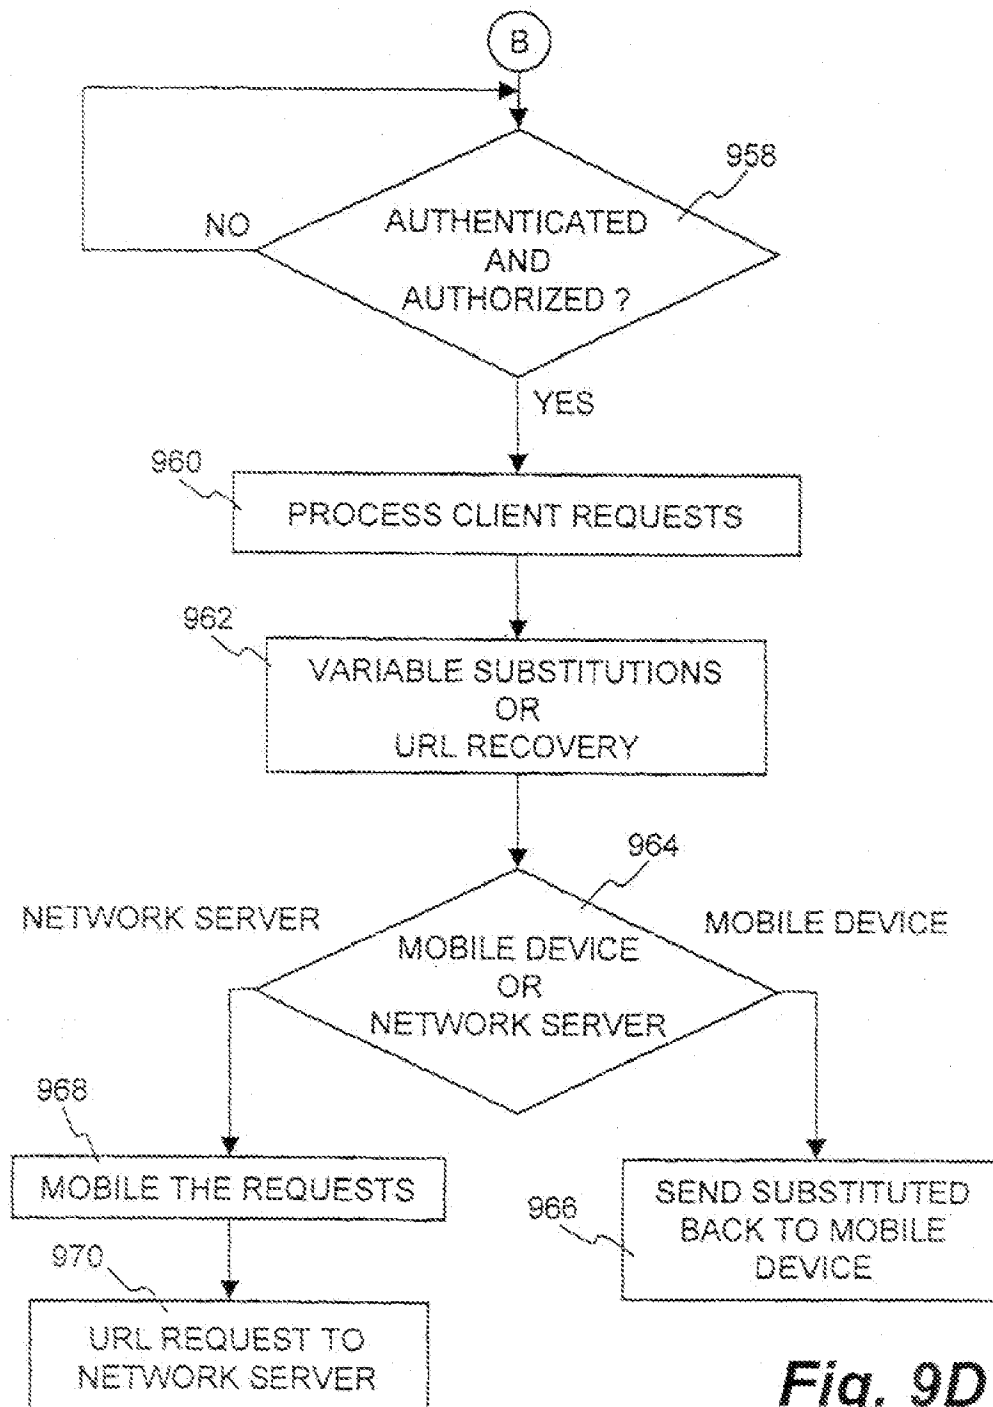 B
958
NO
AUTHENTICATED
AND
AUTHORIZED ?
YES
960
PROCESS CLIENT REQUESTS
962
VARIABLE SUBSTITUTIONS
OR
URL RECOVERY
964
NETWORK SERVER
MOBILE DEVICE
MOBILE DEVICE
OR
NETWORK SERVER
968
MOBILE THE REQUESTS
966
SEND SUBSTITUTED
BACK TO MOBILE
DEVICE
970
URL REQUEST TO
NETWORK SERVER
Fig. 9D